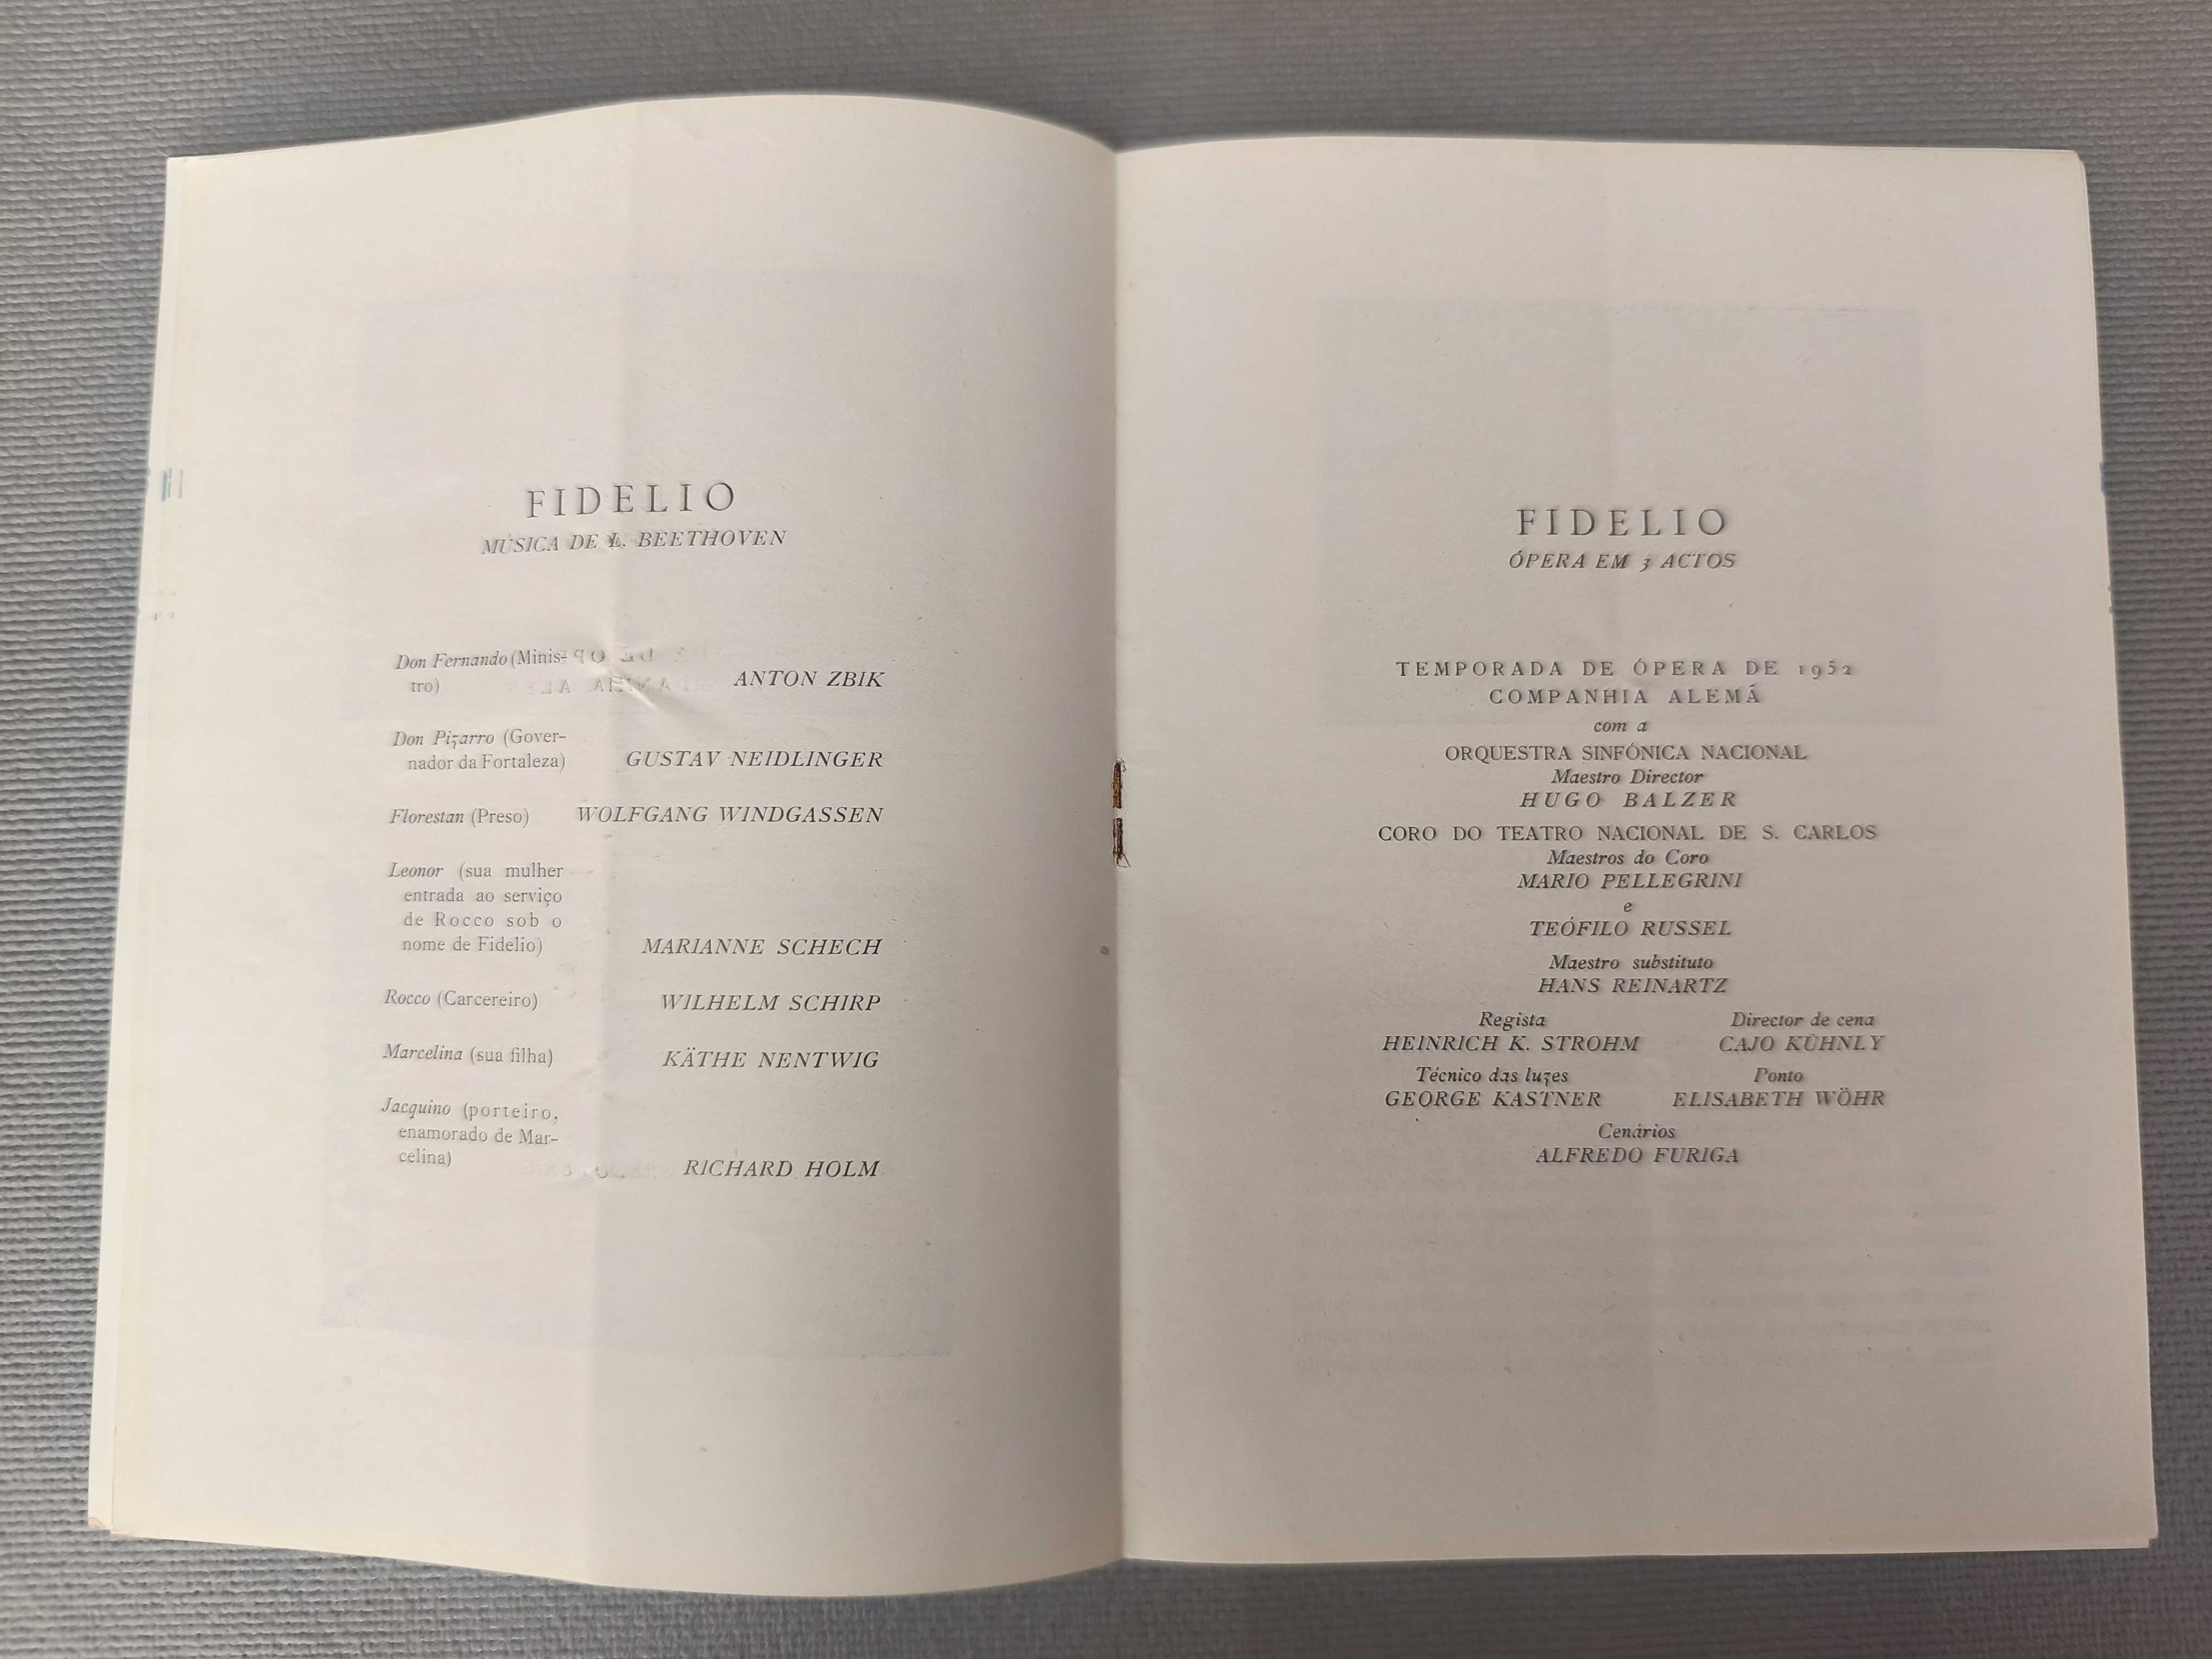 FIDELIO
MÚSICA DE L. BEETHOVEN
Don Fernando (Minis-
tro)
ANTON ZBIK
Don Pizarro (Gover-
nador da Fortaleza)
GUSTAV NEIDLINGER
Florestan (Preso)
WOLFGANG WINDGASSEN
Leonor (sua mulher
entrada ao serviço
de Rocco sob o
nome de Fidelio)
MARIANNE SCHECH
Rocco (Carcereiro)
WILHELM SCHIRP
Marcelina (sua filha)
KÄTHE NENTWIG
Jacquino (porteiro,
enamorado de Mar-
celina)
RICHARD HOLM
FIDELIO
ÓPERA EM 3 ACTOS
TEMPORADA DE ÓPERA DE 1952
COMPANHIA ALEMÃ
com a
ORQUESTRA SINFÓNICA NACIONAL
Maestro Director
HUGO BALZER
CORO DO TEATRO NACIONAL DE S. CARLOS
Maestros do Coro
MARIO PELLEGRINI
e
TEÓFILO RUSSEL
Maestro substituto
HANS REINARTZ
Regista
HEINRICH K. STROHM
Director de cena
CAJO KÜHNLY
Técnico das luzes
GEORGE KASTNER
Ponto
ELISABETH WÖHR
Cenários
ALFREDO FURIGA